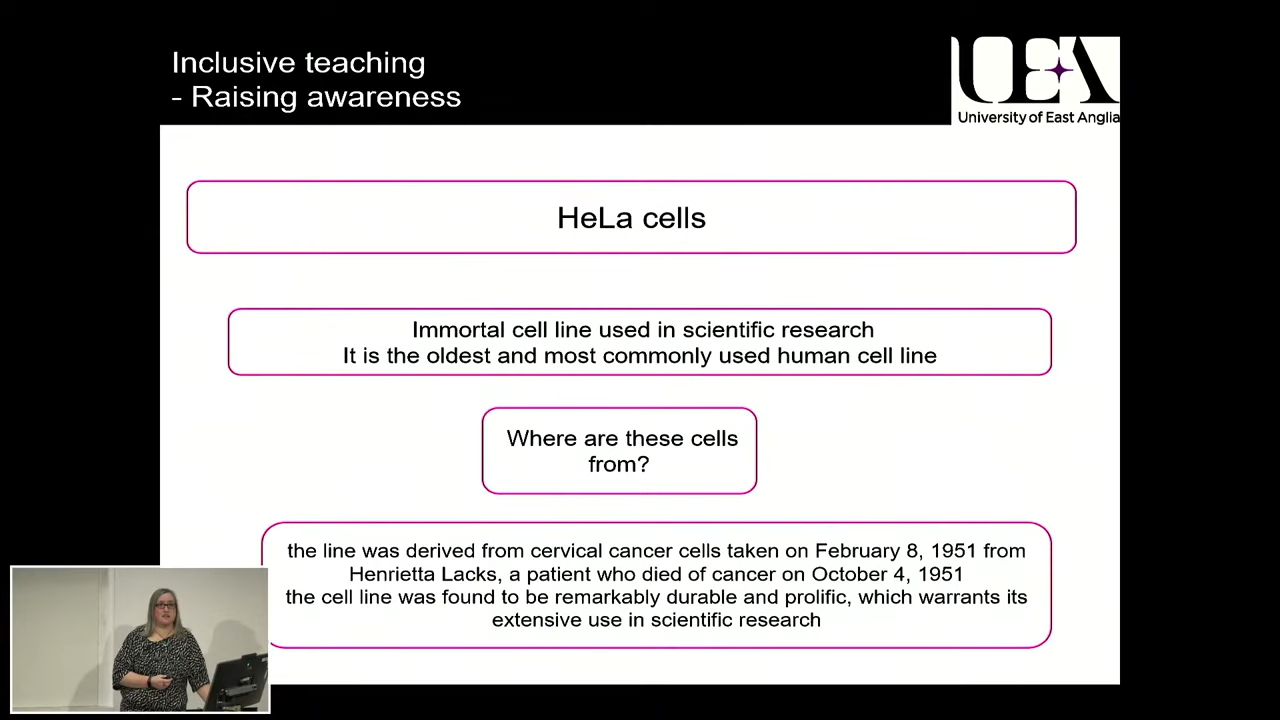 Inclusive teaching
- Raising awareness
UEA
University of East Anglia
HeLa cells
Immortal cell line used in scientific research
It is the oldest and most commonly used human cell line
Where are these cells
from?
the line was derived from cervical cancer cells taken on February 8, 1951 from
Henrietta Lacks, a patient who died of cancer on October 4, 1951
the cell line was found to be remarkably durable and prolific, which warrants its
extensive use in scientific research